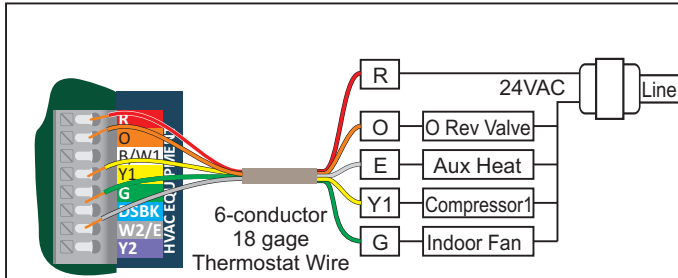 R
O
B/W1
Y1
G
DSBK
W2/E
Y2
HVAC EQUIPMENT
6-conductor
18 gage
Thermostat Wire
R
24VAC
Line
O
O Rev Valve
E
Aux Heat
Y1
Compressor1
G
Indoor Fan